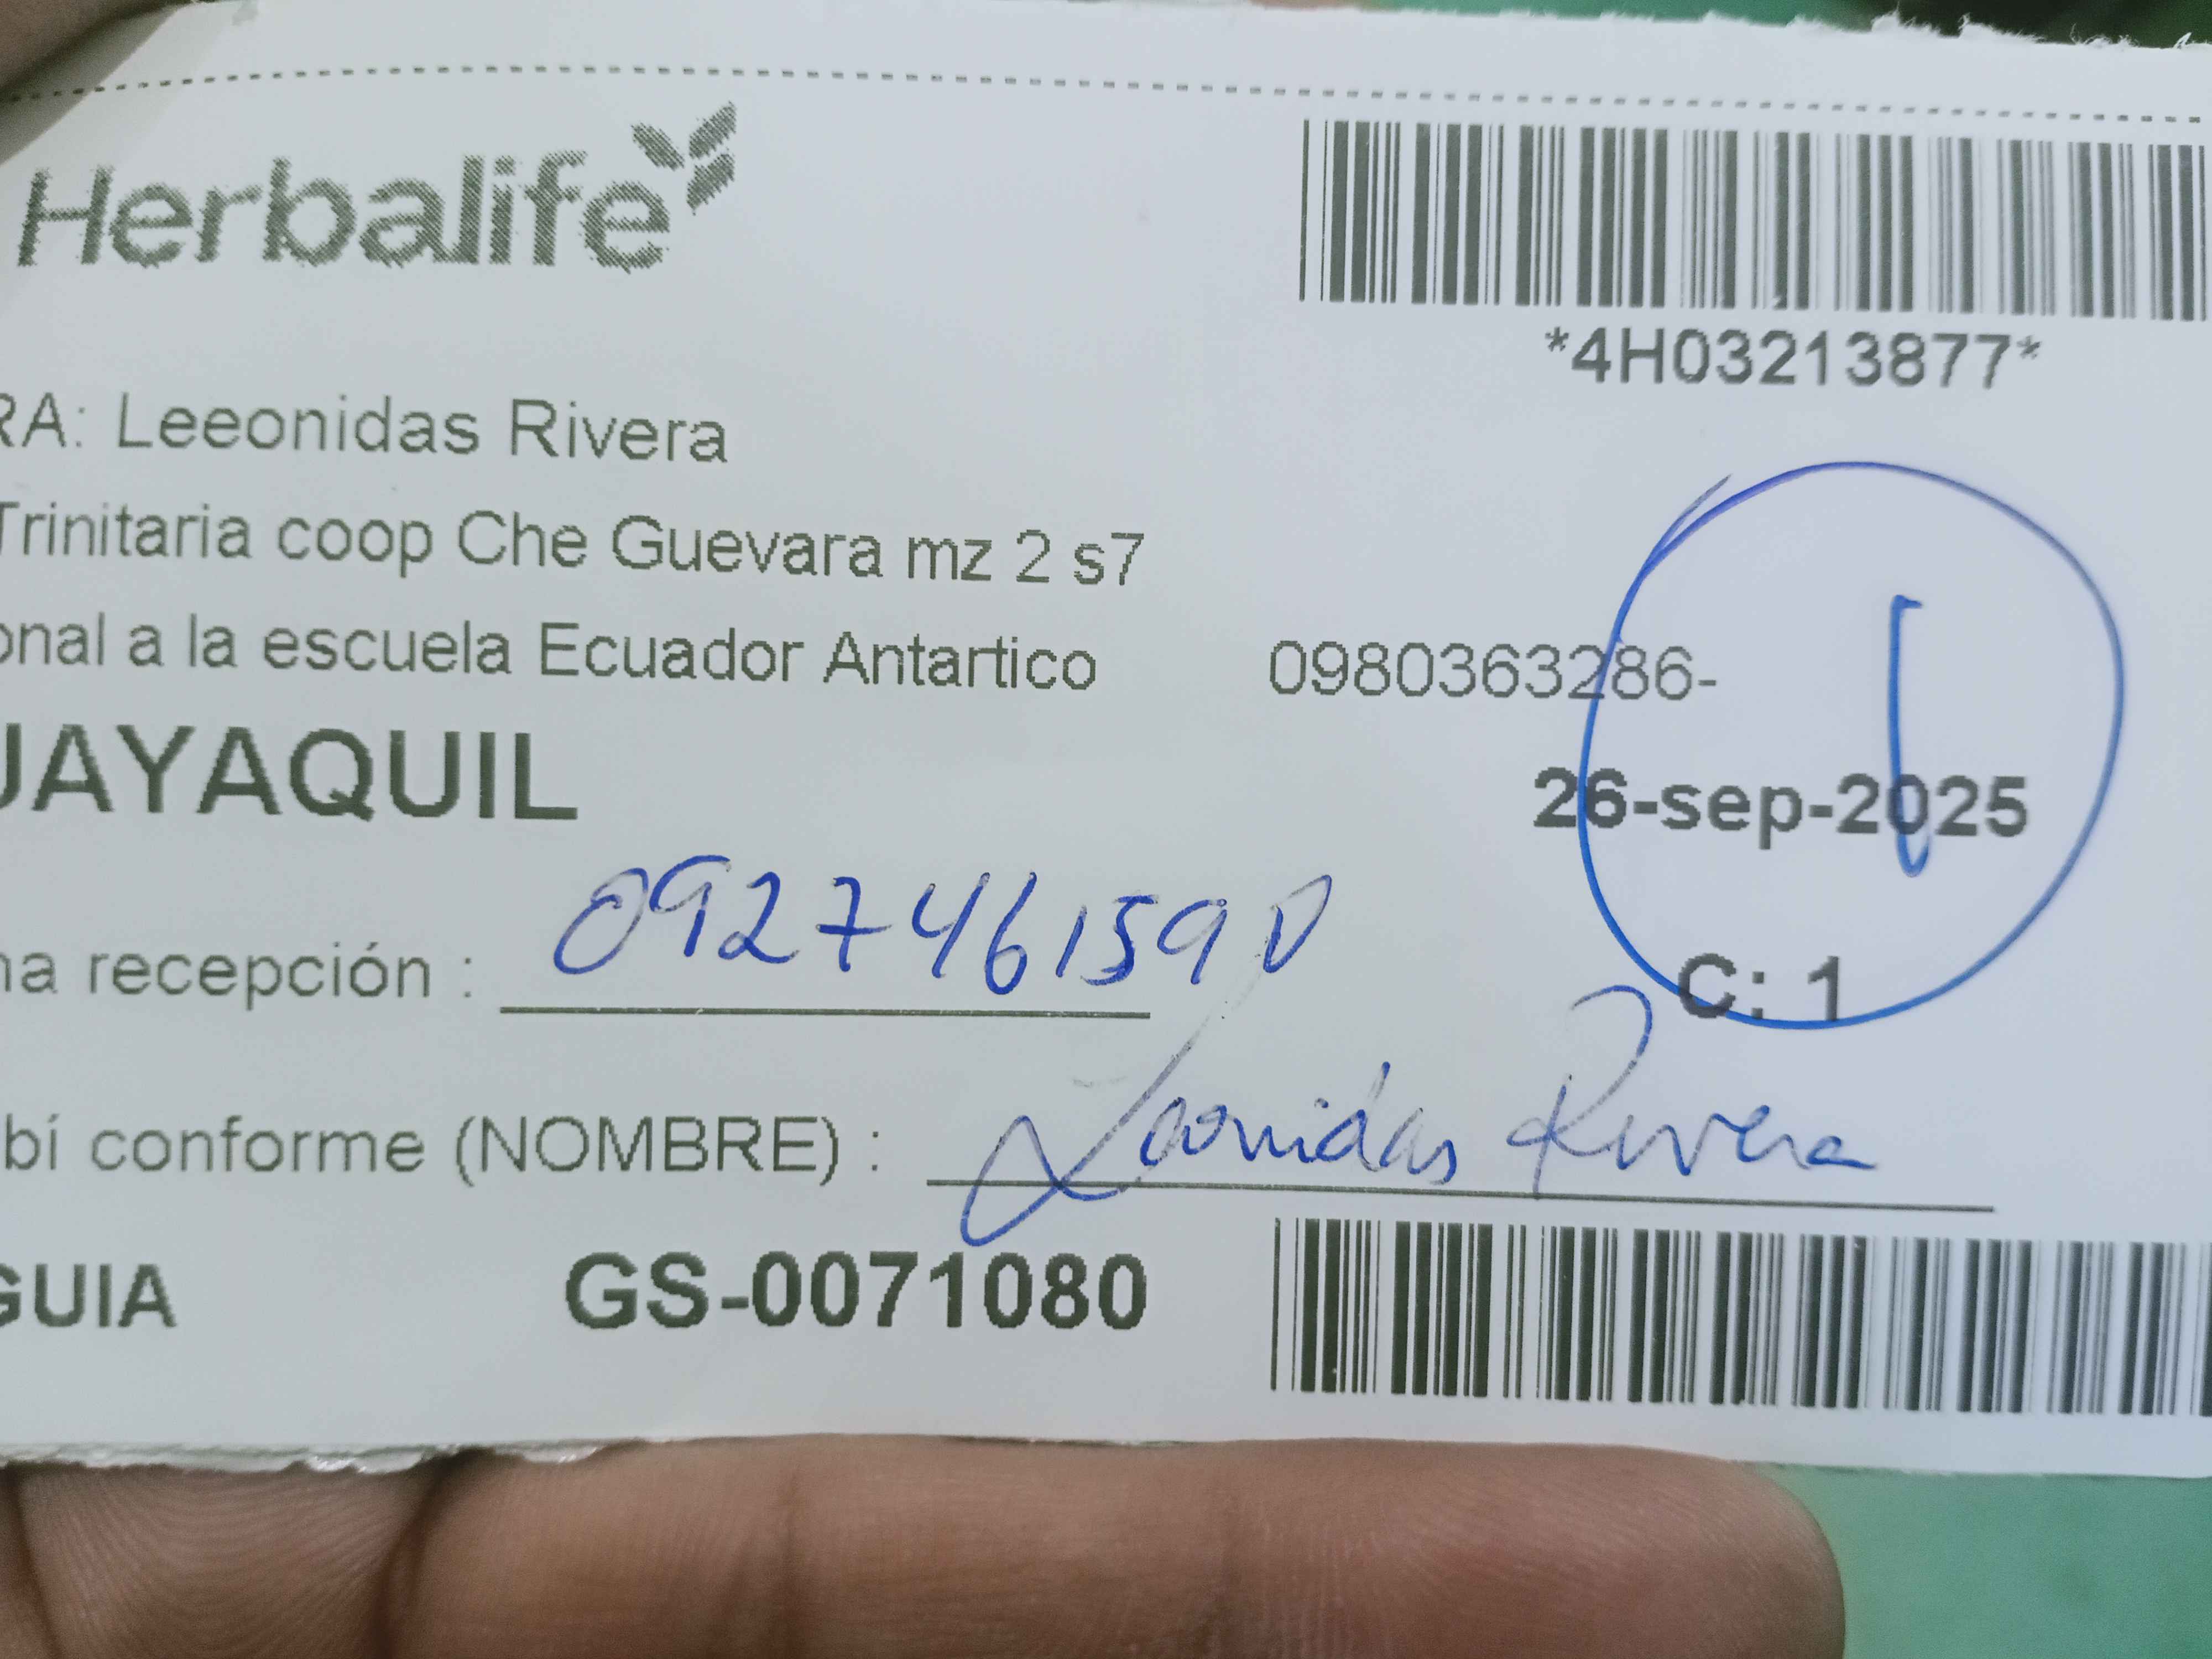 Herbalife
*4H03213877*
RA: Leeonidas Rivera
Trinitaria coop Che Guevara mz 2 s7
onal a la escuela Ecuador Antartico 0980363286-
UAYAQUIL
26-sep-2025
na recepción : 0927461590
C: 1
bí conforme (NOMBRE) : Leonidas Rivera
GUIA GS-0071080